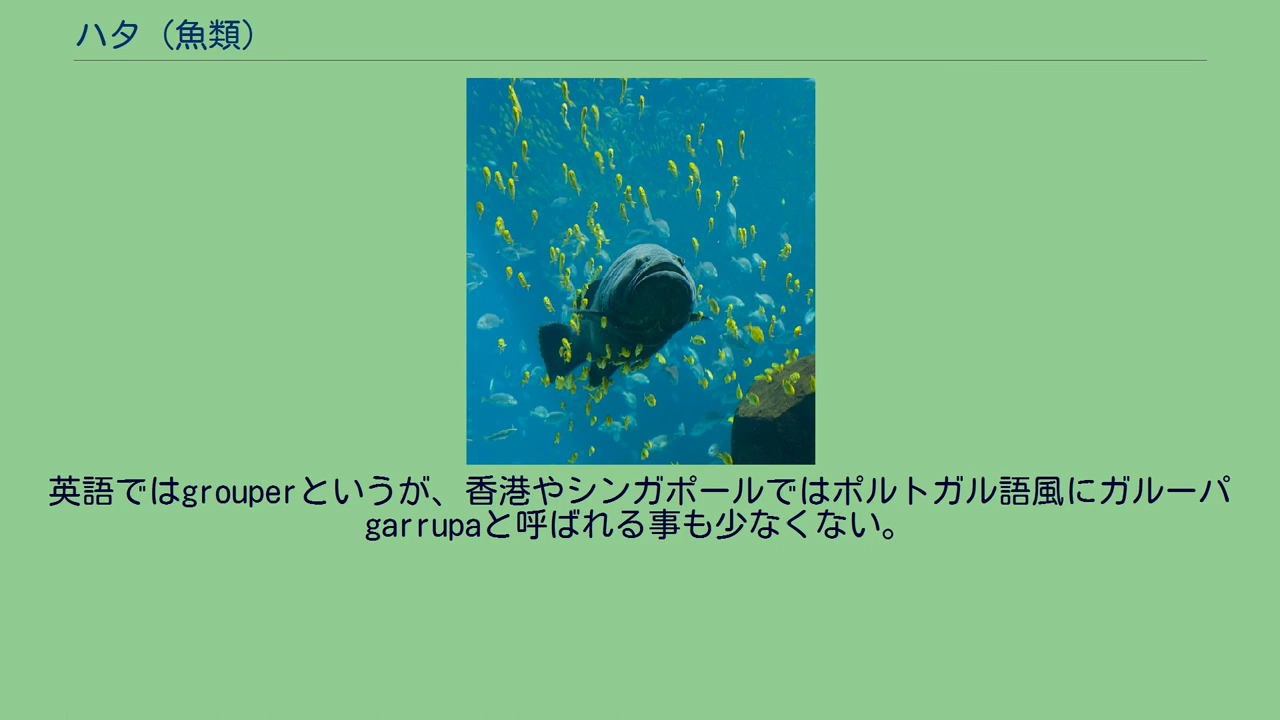 ハタ（魚類）
英語ではgrouperというが、香港やシンガポールではポルトガル語風にガルーパ
garrupaと呼ばれる事も少なくない。